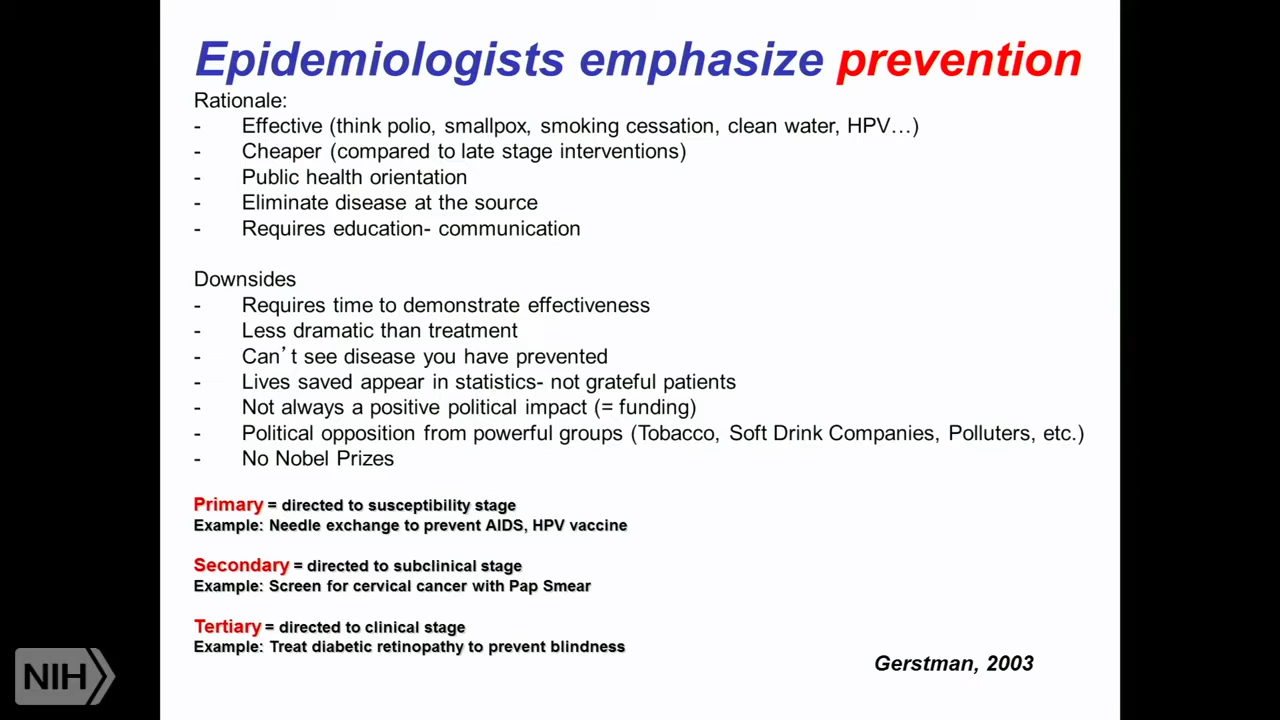 Epidemiologists emphasize prevention
Rationale:
- Effective (think polio, smallpox, smoking cessation, clean water, HPV…)
- Cheaper (compared to late stage interventions)
- Public health orientation
- Eliminate disease at the source
- Requires education- communication
Downsides
- Requires time to demonstrate effectiveness
- Less dramatic than treatment
- Can’t see disease you have prevented
- Lives saved appear in statistics- not grateful patients
- Not always a positive political impact (= funding)
- Political opposition from powerful groups (Tobacco, Soft Drink Companies, Polluters, etc.)
- No Nobel Prizes
Primary = directed to susceptibility stage
Example: Needle exchange to prevent AIDS, HPV vaccine
Secondary = directed to subclinical stage
Example: Screen for cervical cancer with Pap Smear
Tertiary = directed to clinical stage
Example: Treat diabetic retinopathy to prevent blindness
Gerstman, 2003
NIH